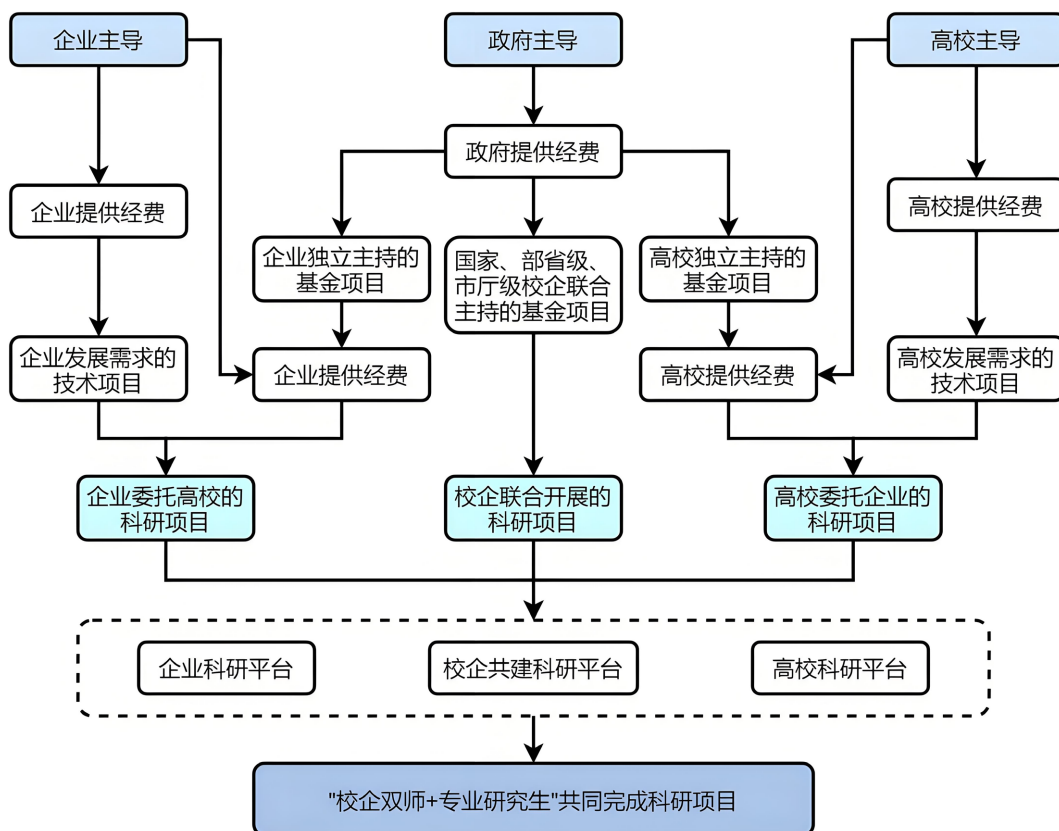 企业主导
政府主导
高校主导
政府提供经费
企业提供经费
高校提供经费
企业独立主持的
基金项目
国家、部省级、
市厅级校企联合
主持的基金项目
高校独立主持的
基金项目
企业发展需求的
技术项目
企业提供经费
高校提供经费
高校发展需求的
技术项目
企业委托高校的
科研项目
校企联合开展的
科研项目
高校委托企业的
科研项目
企业科研平台
校企共建科研平台
高校科研平台
"校企双师+专业研究生"共同完成科研项目